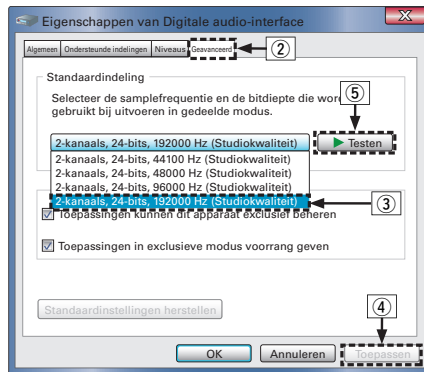 Eigenschappen van Digitale audio-interface
Algemeen Ondersteunde indelingen Niveaus Geavanceerd
②
Standaardindeling
Selecteer de samplefrequentie en de bitdiepte die wor
gebruikt bij uitvoeren in gedeelde modus.
⑤
2-kanaals, 24-bits, 192000 Hz (Studiokwaliteit)
Testen
2-kanaals, 24-bits, 44100 Hz (Studiokwaliteit)
2-kanaals, 24-bits, 48000 Hz (Studiokwaliteit)
2-kanaals, 24-bits, 96000 Hz (Studiokwaliteit)
2-kanaals, 24-bits, 192000 Hz (Studiokwaliteit)
③
Toepassingen kunnen dit apparaat exclusief beheren
Toepassingen in exclusieve modus voorrang geven
Standaardinstellingen herstellen
④
OK Annuleren Toepassen